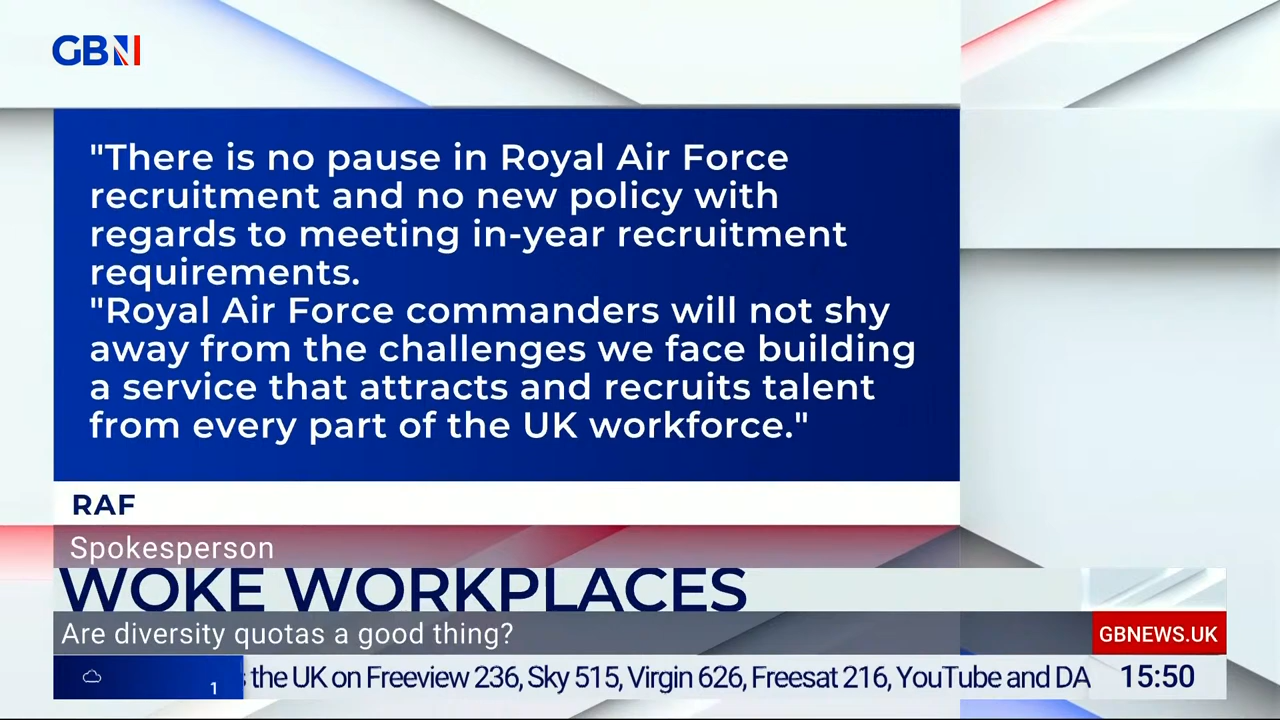 GBN
"There is no pause in Royal Air Force
recruitment and no new policy with
regards to meeting in-year recruitment
requirements.
"Royal Air Force commanders will not shy
away from the challenges we face building
a service that attracts and recruits talent
from every part of the UK workforce."
RAF
Spokesperson
WOKE WORKPLACES
Are diversity quotas a good thing?
GBNEWS.UK
1
the UK on Freeview 236, Sky 515, Virgin 626, Freesat 216, YouTube and DA
15:50